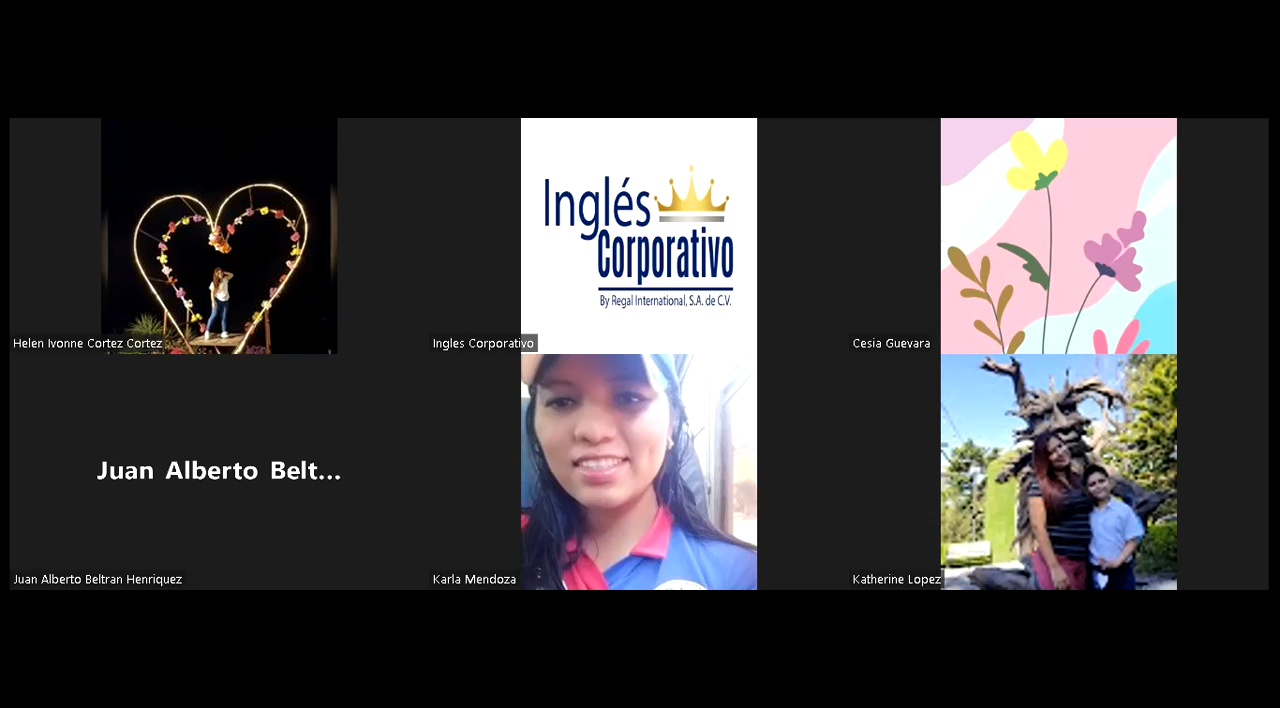 Inglés
Corporativo
By Regal International, S.A. de C.V.
Helen Ivonne Cortez Cortez
Ingles Corporativo
Cesia Guevara
Juan Alberto Belt...
Juan Alberto Beltran Henriquez
Karla Mendoza
Katherine Lopez